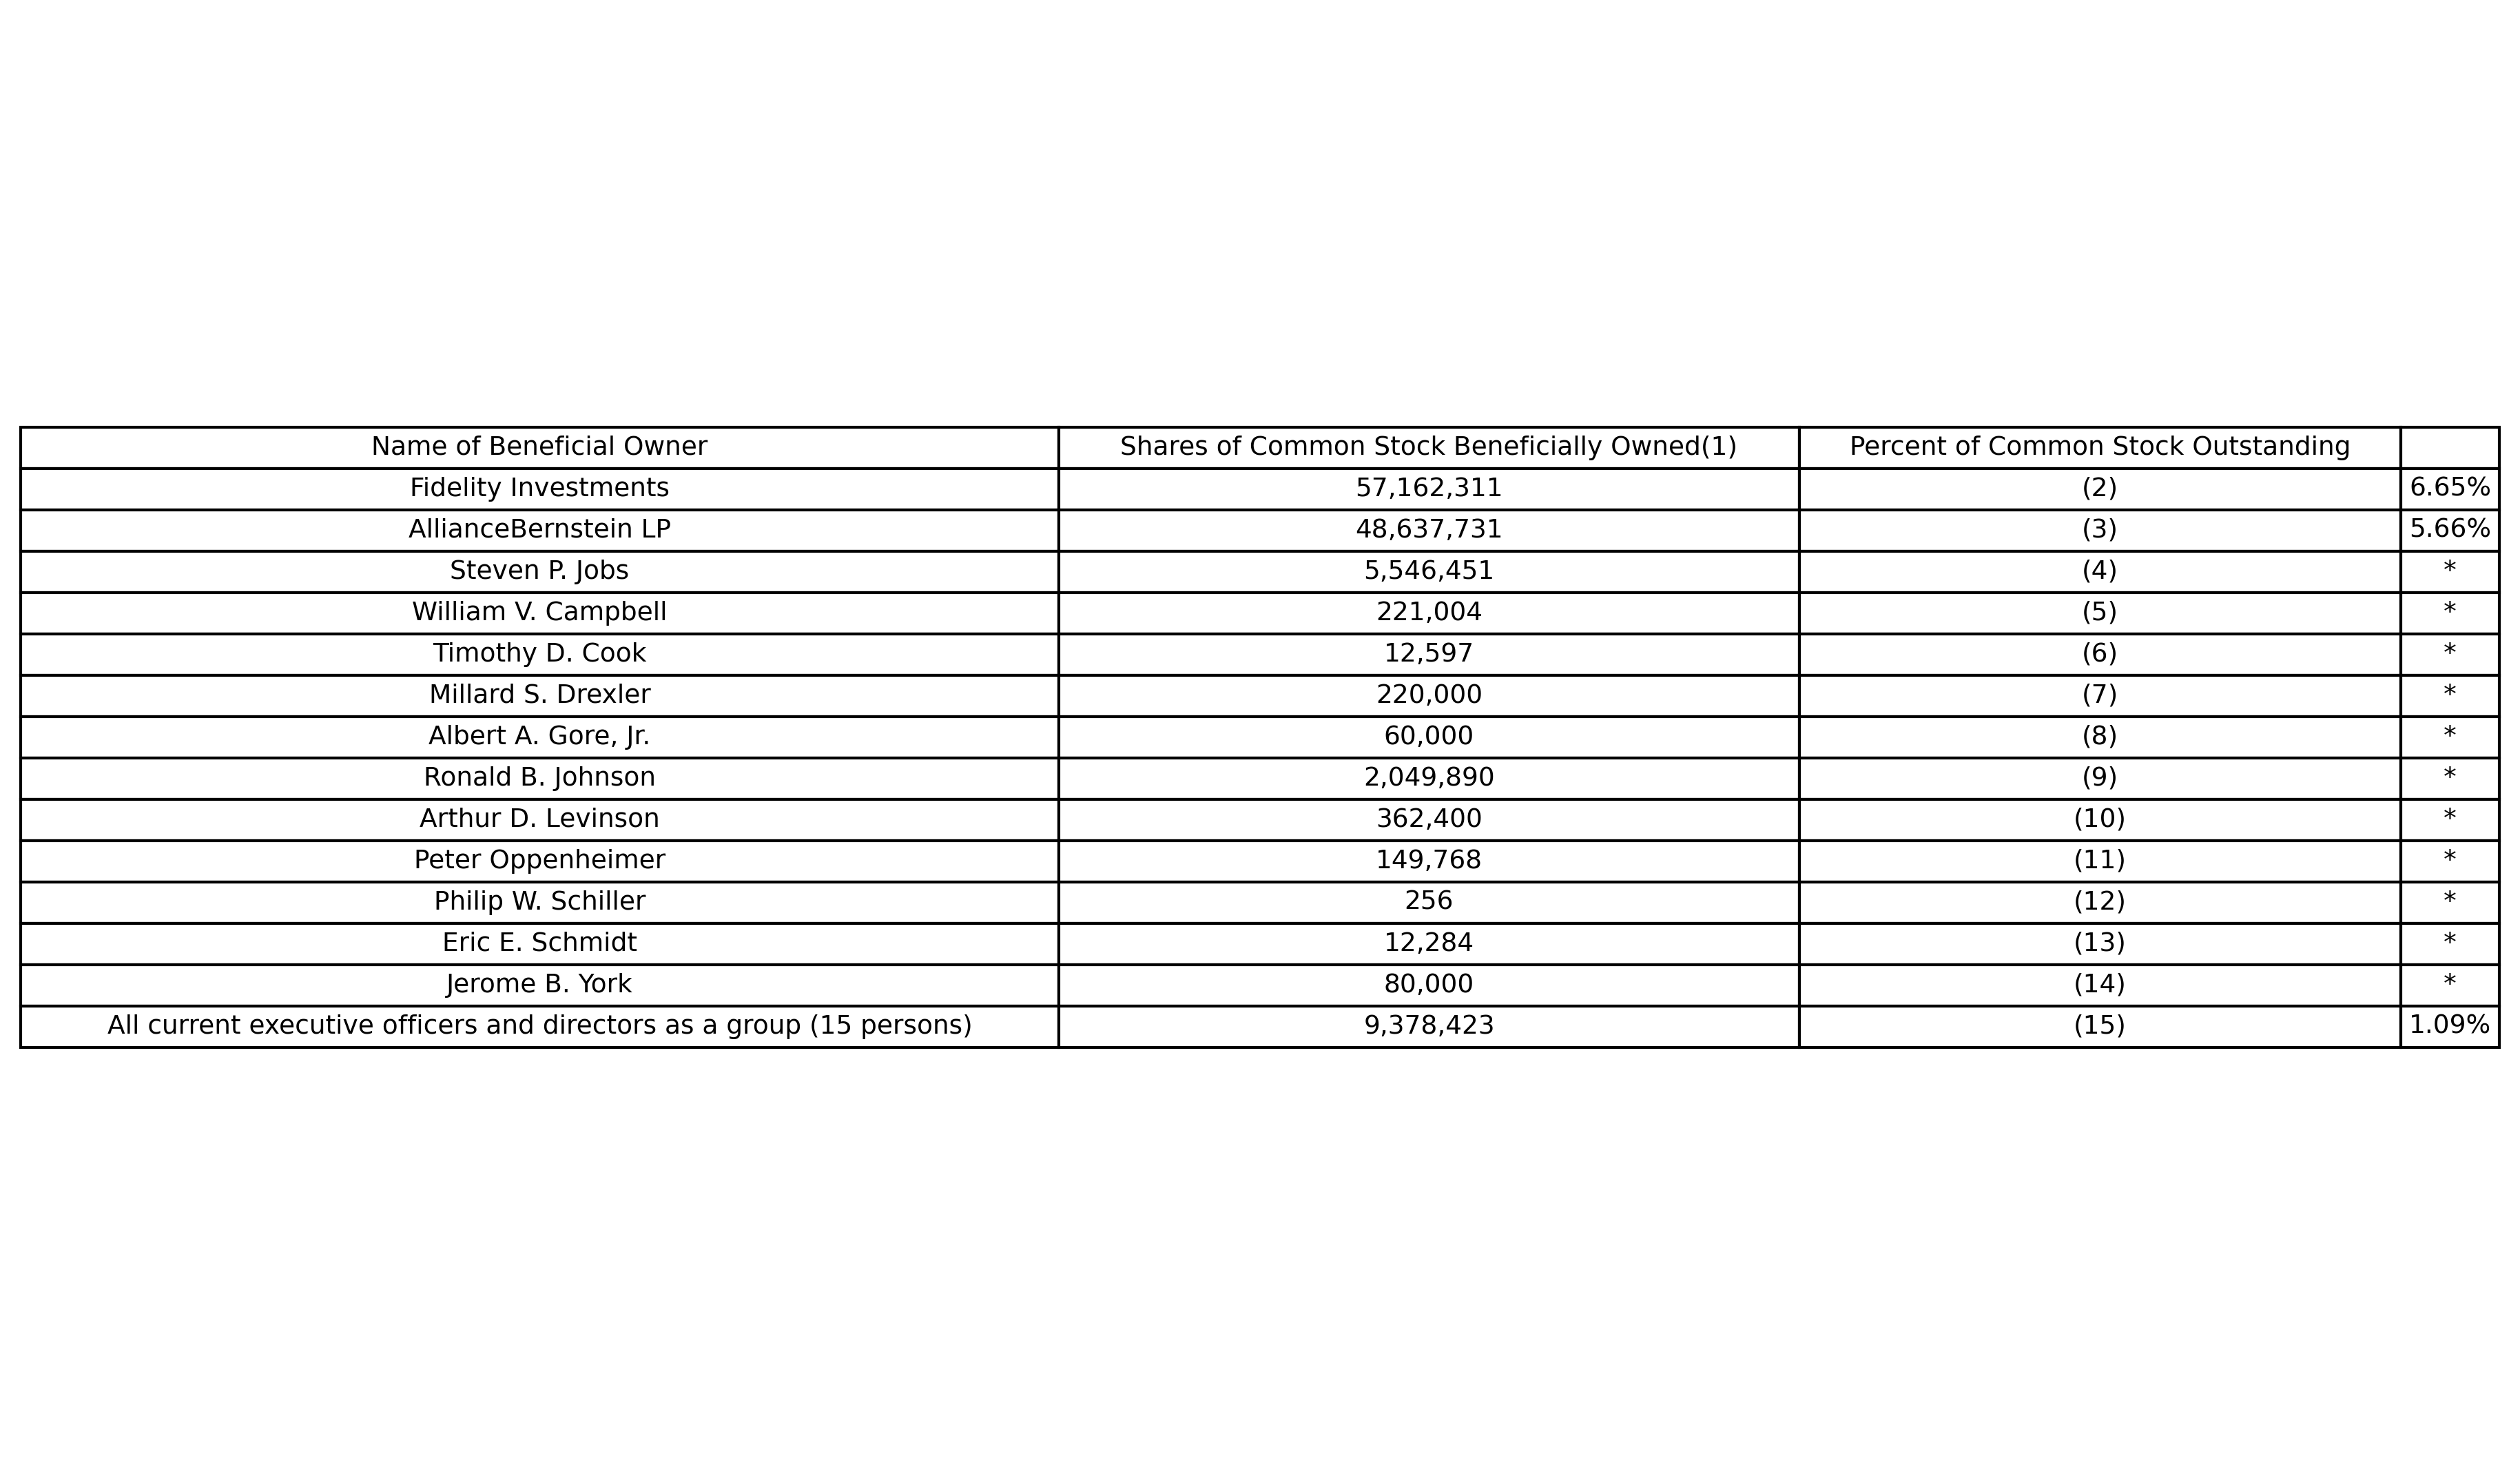 Name of Beneficial Owner Shares of Common Stock Beneficially Owned(1) Percent of Common Stock Outstanding
Fidelity Investments 57,162,311 (2) 6.65%
AllianceBernstein LP 48,637,731 (3) 5.66%
Steven P. Jobs 5,546,451 (4) *
William V. Campbell 221,004 (5) *
Timothy D. Cook 12,597 (6) *
Millard S. Drexler 220,000 (7) *
Albert A. Gore, Jr. 60,000 (8) *
Ronald B. Johnson 2,049,890 (9) *
Arthur D. Levinson 362,400 (10) *
Peter Oppenheimer 149,768 (11) *
Philip W. Schiller 256 (12) *
Eric E. Schmidt 12,284 (13) *
Jerome B. York 80,000 (14) *
All current executive officers and directors as a group (15 persons) 9,378,423 (15) 1.09%